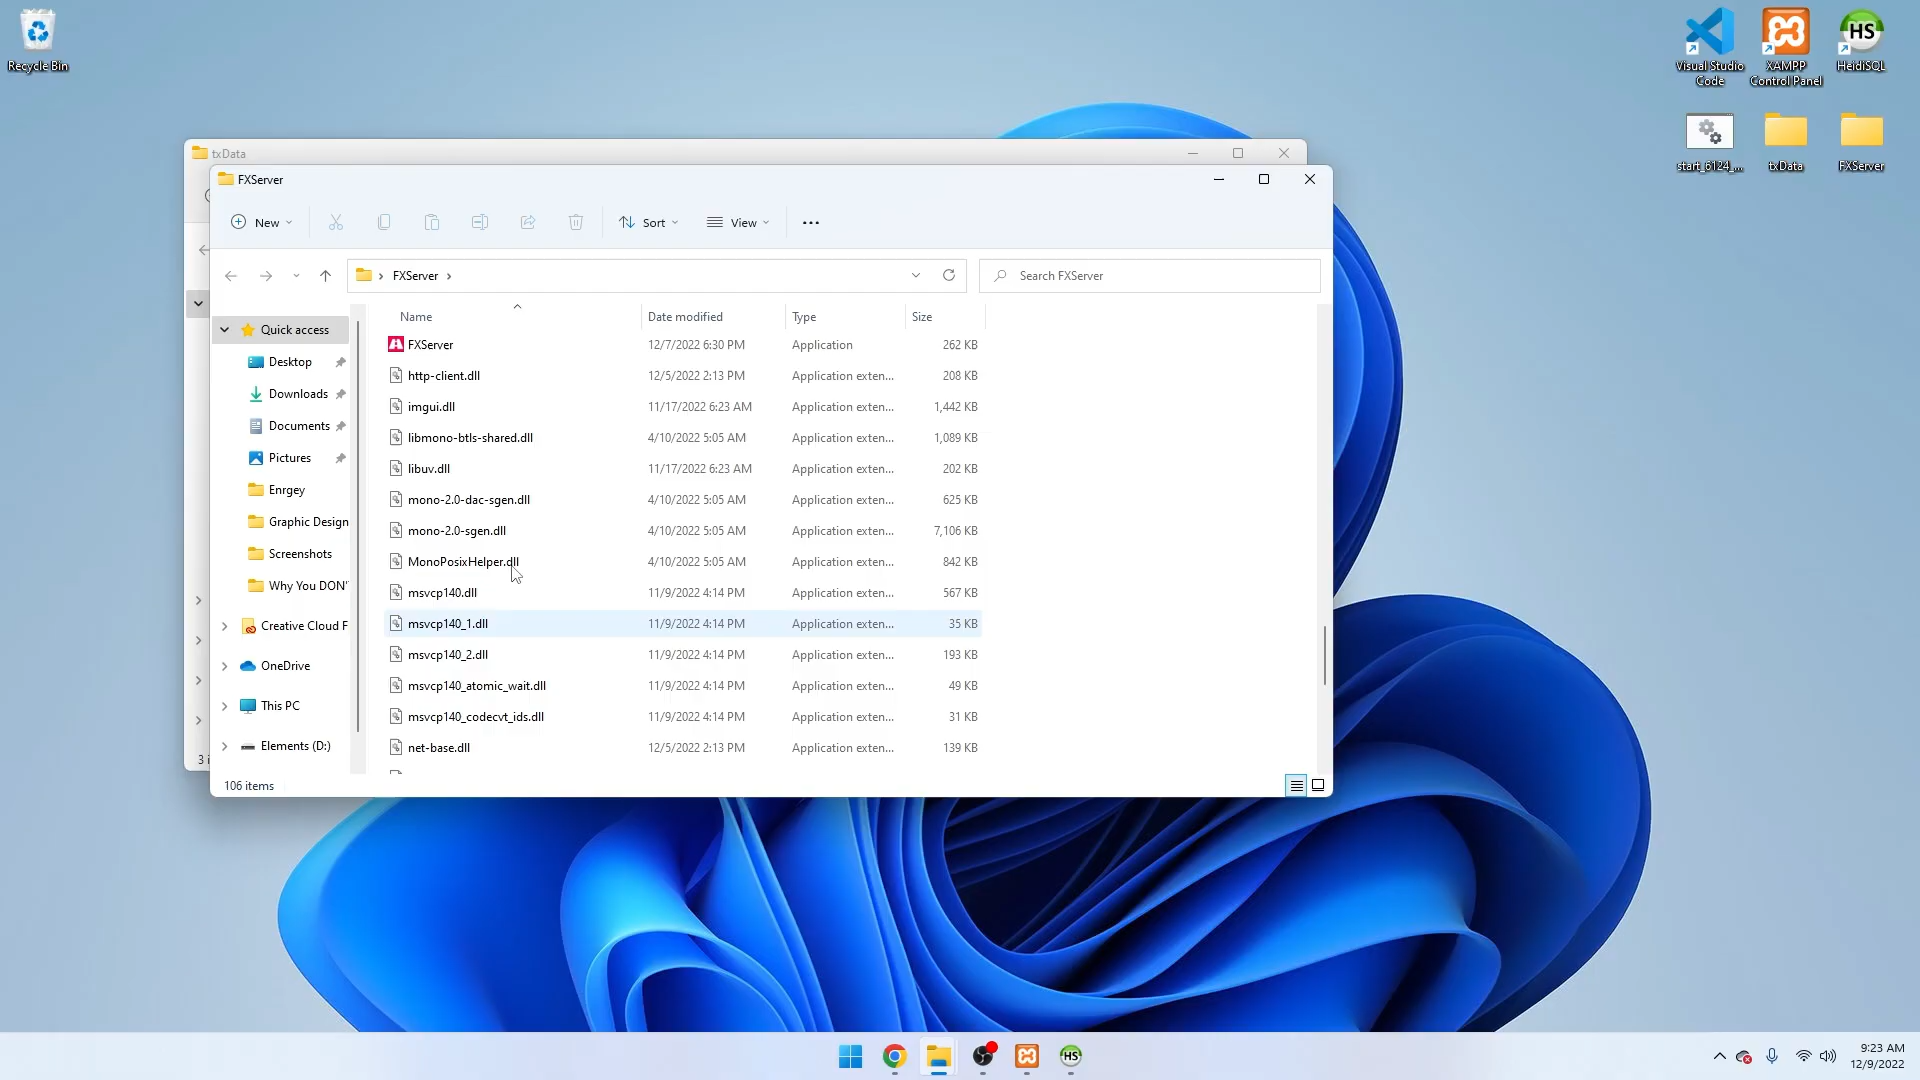 Recycle Bin
Visual Studio
Code
XAMPP
Control Panel
HeidiSQL
start_6124_...
txData
FXServer
txData
FXServer
New
Sort
View
FXServer
Search FXServer
Name
Date modified
Type
Size
Quick access
Desktop
Downloads
Documents
Pictures
Enrgey
Graphic Design
Screenshots
Why You DON'
Creative Cloud F
OneDrive
This PC
Elements (D:)
FXServer 12/7/2022 6:30 PM Application 262 KB
http-client.dll 12/5/2022 2:13 PM Application exten... 208 KB
imgui.dll 11/17/2022 6:23 AM Application exten... 1,442 KB
libmono-btls-shared.dll 4/10/2022 5:05 AM Application exten... 1,089 KB
libuv.dll 11/17/2022 6:23 AM Application exten... 202 KB
mono-2.0-dac-sgen.dll 4/10/2022 5:05 AM Application exten... 625 KB
mono-2.0-sgen.dll 4/10/2022 5:05 AM Application exten... 7,106 KB
MonoPosixHelper.dll 4/10/2022 5:05 AM Application exten... 842 KB
msvcp140.dll 11/9/2022 4:14 PM Application exten... 567 KB
msvcp140_1.dll 11/9/2022 4:14 PM Application exten... 35 KB
msvcp140_2.dll 11/9/2022 4:14 PM Application exten... 193 KB
msvcp140_atomic_wait.dll 11/9/2022 4:14 PM Application exten... 49 KB
msvcp140_codecvt_ids.dll 11/9/2022 4:14 PM Application exten... 31 KB
net-base.dll 12/5/2022 2:13 PM Application exten... 139 KB
3 i
106 items
9:23 AM
12/9/2022